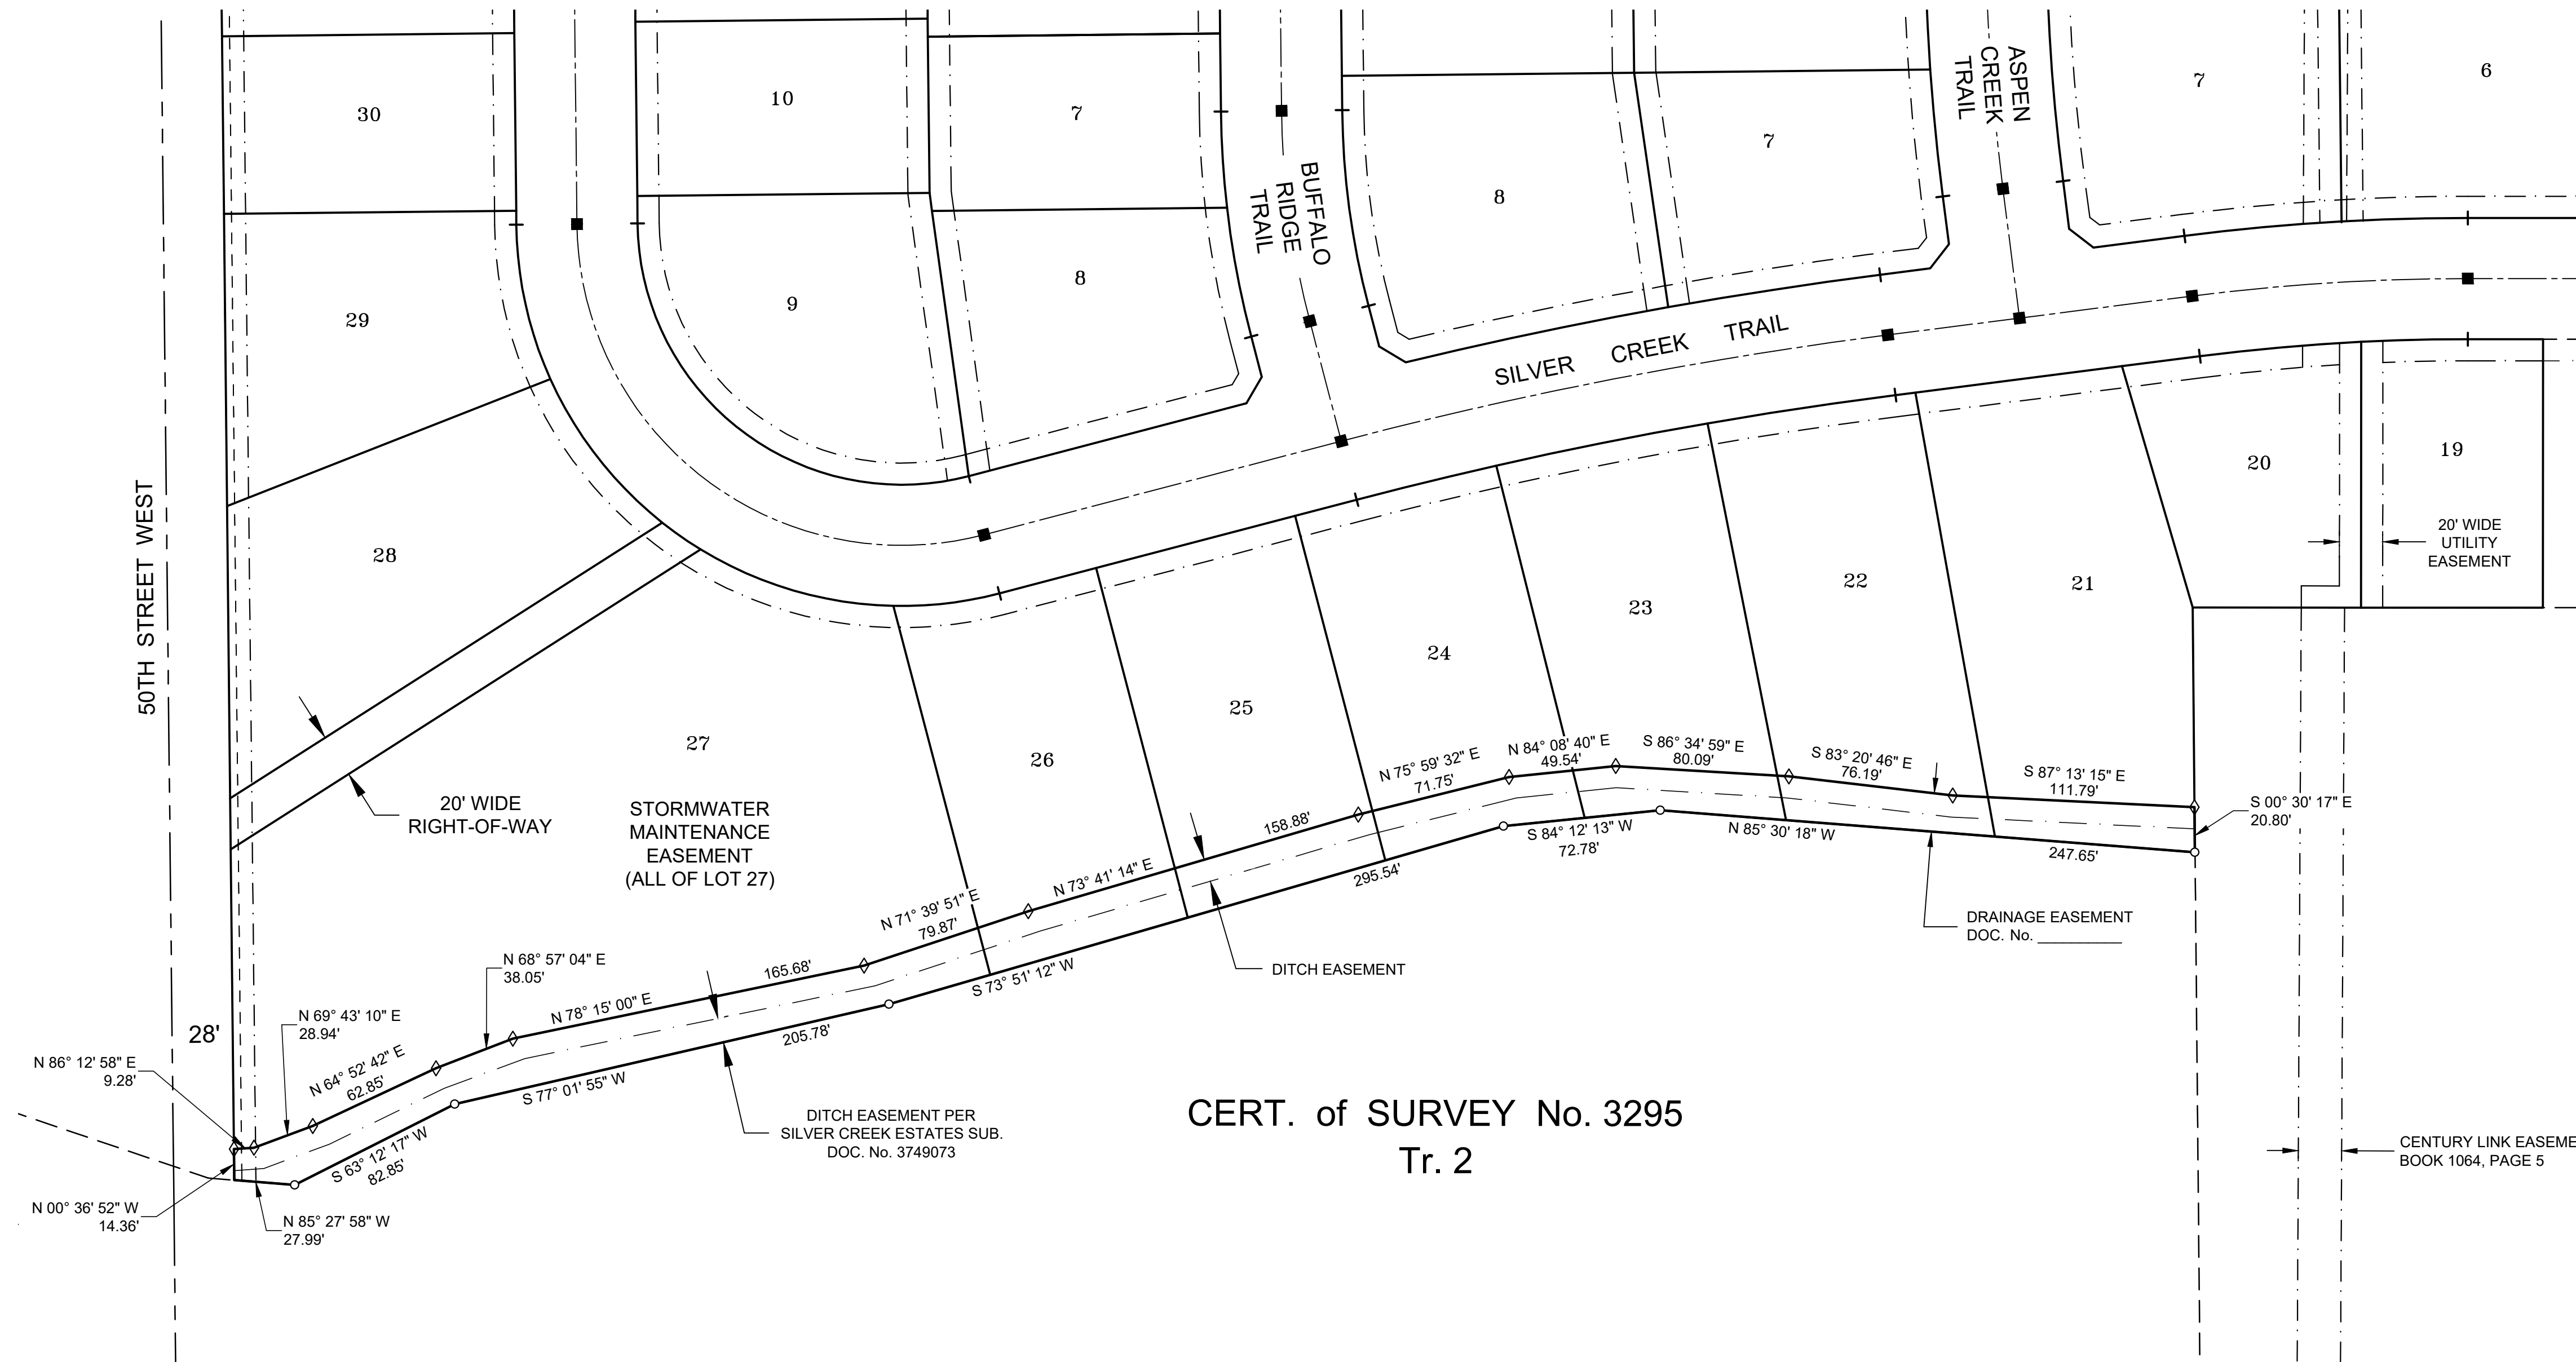 30
10
7
BUFFALO
RIDGE
TRAIL
8
7
ASPEN
CREEK
TRAIL
7
6
29
9
8
SILVER CREEK TRAIL
50TH STREET WEST
28
27
26
25
24
23
22
21
20
19
20' WIDE
UTILITY
EASEMENT
20' WIDE
RIGHT-OF-WAY
STORMWATER
MAINTENANCE
EASEMENT
(ALL OF LOT 27)
28'
N 86° 12' 58" E
9.28'
N 69° 43' 10" E
28.94'
N 64° 52' 42" E
62.85'
N 68° 57' 04" E
38.05'
N 78° 15' 00" E
165.68'
N 71° 39' 51" E
79.87'
N 73° 41' 14" E
158.88'
N 75° 59' 32" E
71.75'
N 84° 08' 40" E
49.54'
S 86° 34' 59" E
80.09'
S 83° 20' 46" E
76.19'
S 87° 13' 15" E
111.79'
S 00° 30' 17" E
20.80'
N 85° 30' 18" W
247.65'
S 84° 12' 13" W
72.78'
S 73° 51' 12" W
295.54'
S 77° 01' 55" W
205.78'
S 63° 12' 17" W
82.85'
N 85° 27' 58" W
27.99'
N 00° 36' 52" W
14.36'
DRAINAGE EASEMENT
DOC. No. __________
DITCH EASEMENT
DITCH EASEMENT PER
SILVER CREEK ESTATES SUB.
DOC. No. 3749073
CERT. of SURVEY No. 3295
Tr. 2
CENTURY LINK EASEME
BOOK 1064, PAGE 5